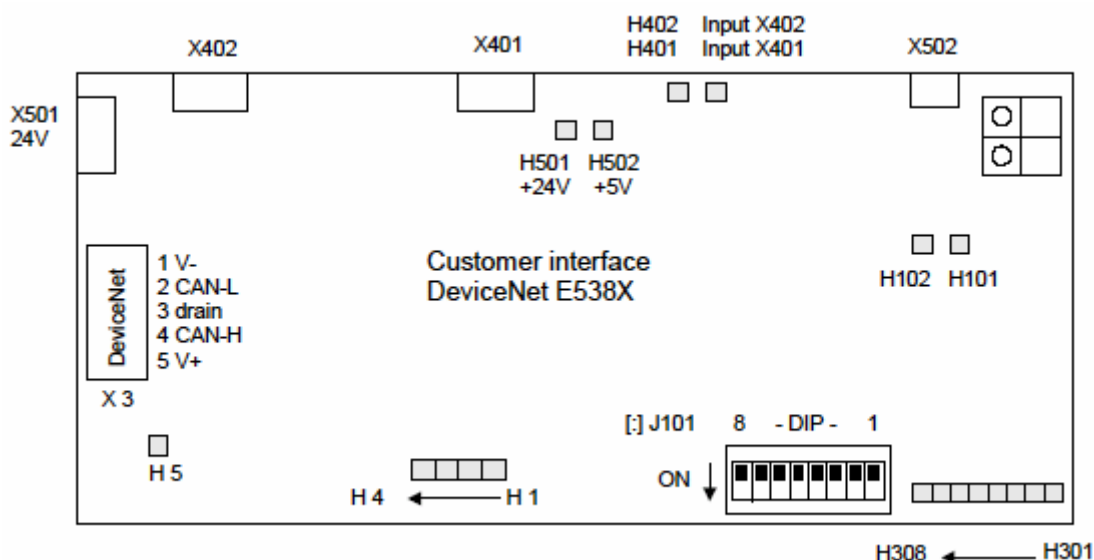 H402 Input X402
X402 X401 H401 Input X401 X502
X501
24V
H501 H502
+24V +5V
DeviceNet
1 V-
2 CAN-L
3 drain
4 CAN-H
5 V+
X 3
Customer interface
DeviceNet E538X
H102 H101
[:] J101 8 - DIP - 1
H 5
ON
H 4 H 1
H308 H301